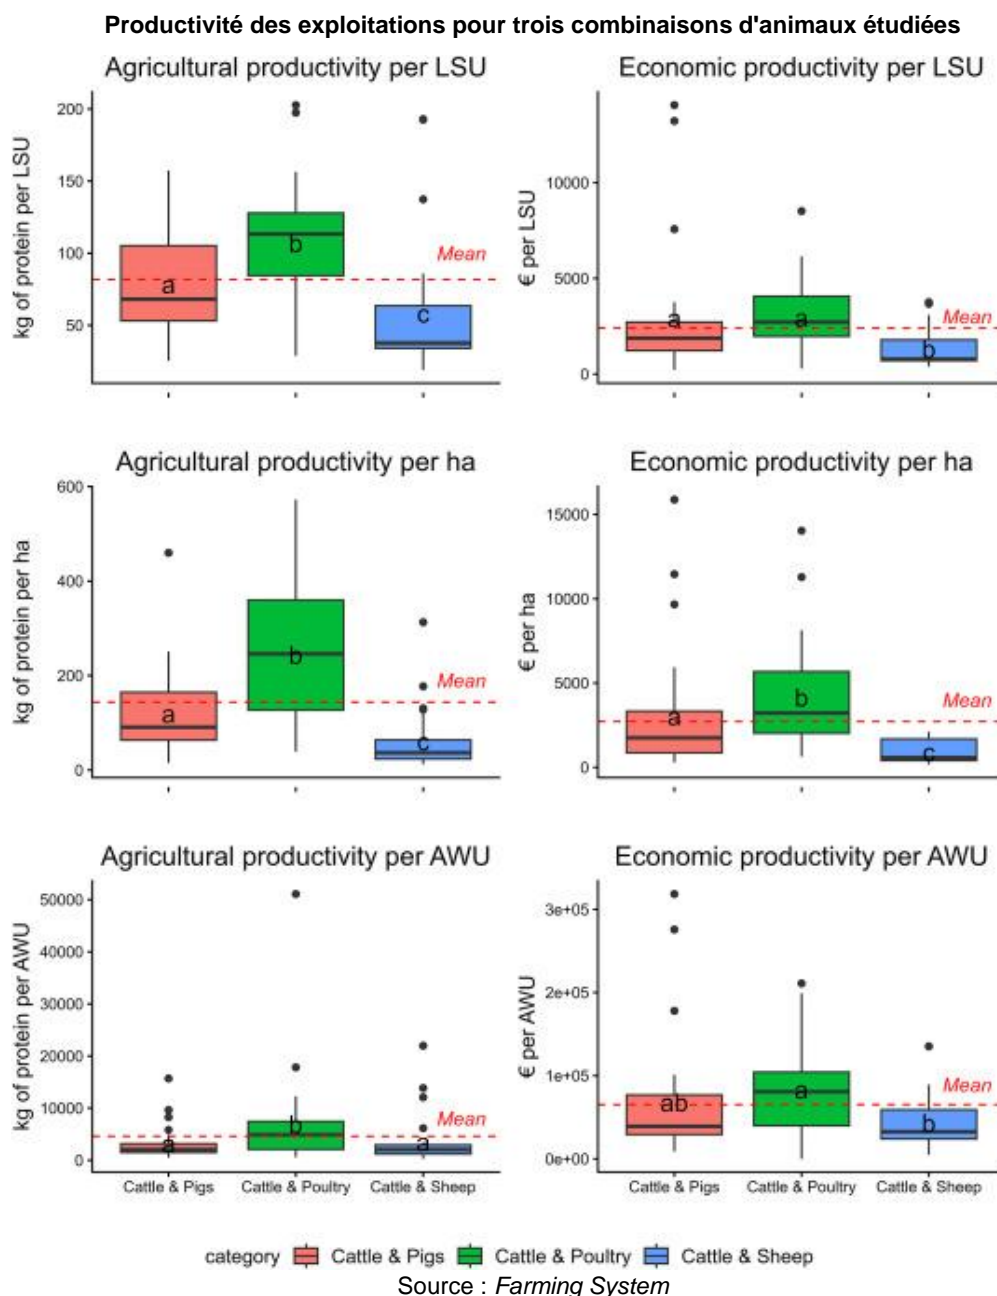 Productivité des exploitations pour trois combinaisons d'animaux étudiées
Agricultural productivity per LSU
kg of protein per LSU
200
150
100
50
Mean
a
b
c
Economic productivity per LSU
€ per LSU
10000
5000
0
Mean
a
a
b
Agricultural productivity per ha
kg of protein per ha
600
400
200
0
Mean
a
b
c
Economic productivity per ha
€ per ha
15000
10000
5000
0
Mean
a
b
c
Agricultural productivity per AWU
kg of protein per AWU
50000
40000
30000
20000
10000
0
Mean
a
b
a
Cattle & Pigs Cattle & Poultry Cattle & Sheep
Economic productivity per AWU
€ per AWU
3e+05
2e+05
1e+05
0e+00
Mean
ab
a
b
Cattle & Pigs Cattle & Poultry Cattle & Sheep
category Cattle & Pigs Cattle & Poultry Cattle & Sheep
Source : Farming System